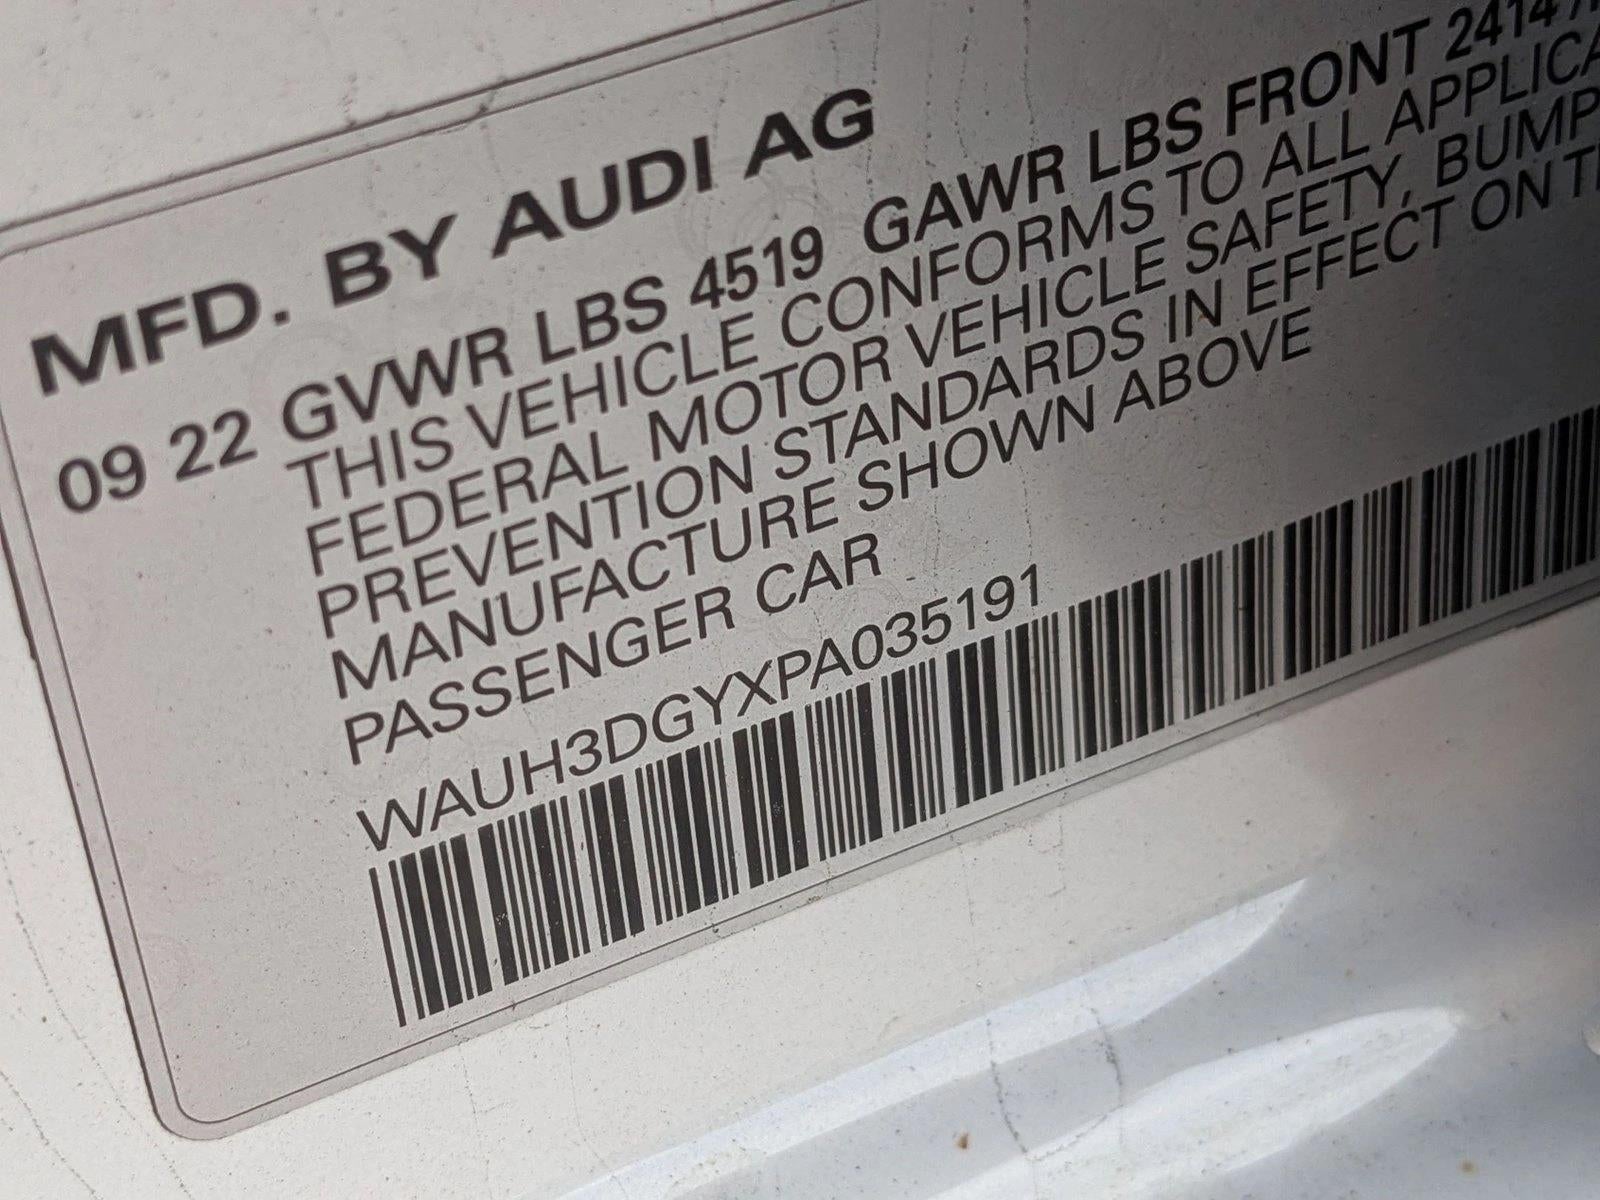 MFD. BY AUDI AG
09 22 GVWR LBS 4519 GAWR LBS FRONT 2414
THIS VEHICLE CONFORMS TO ALL
FEDERAL MOTOR VEHICLE SAFETY,
PREVENTION STANDARDS IN EFFECT ON
MANUFACTURE SHOWN ABOVE
PASSENGER CAR
WAUH3DGYXPA035191